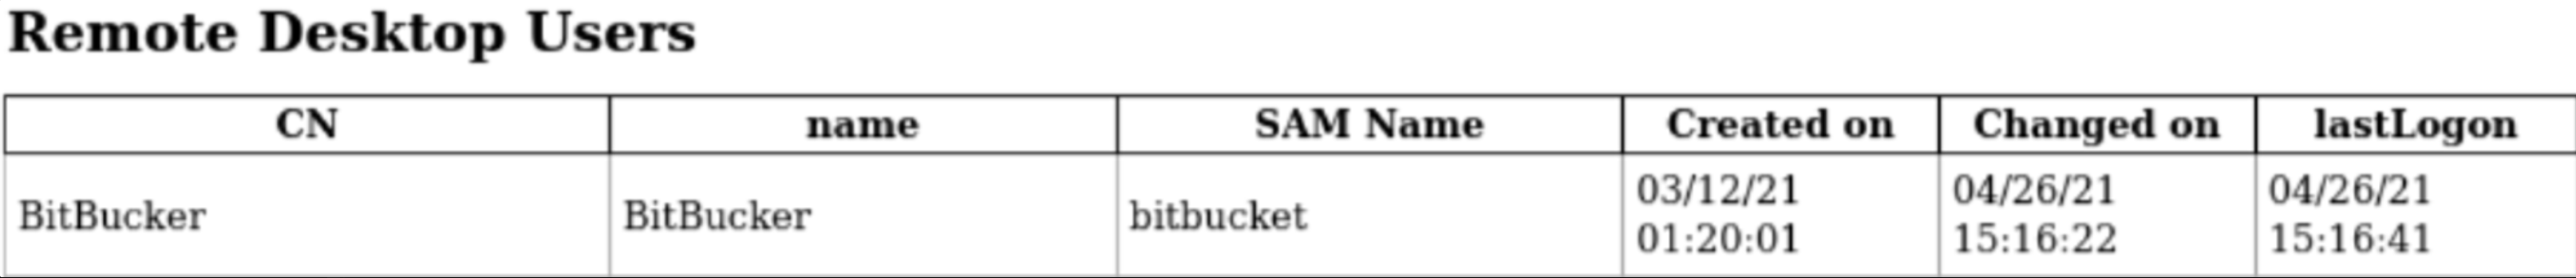 Remote Desktop Users
CN name SAM Name Created on Changed on lastLogon
BitBucker BitBucker bitbucket 03/12/21 04/26/21 04/26/21
01:20:01 15:16:22 15:16:41